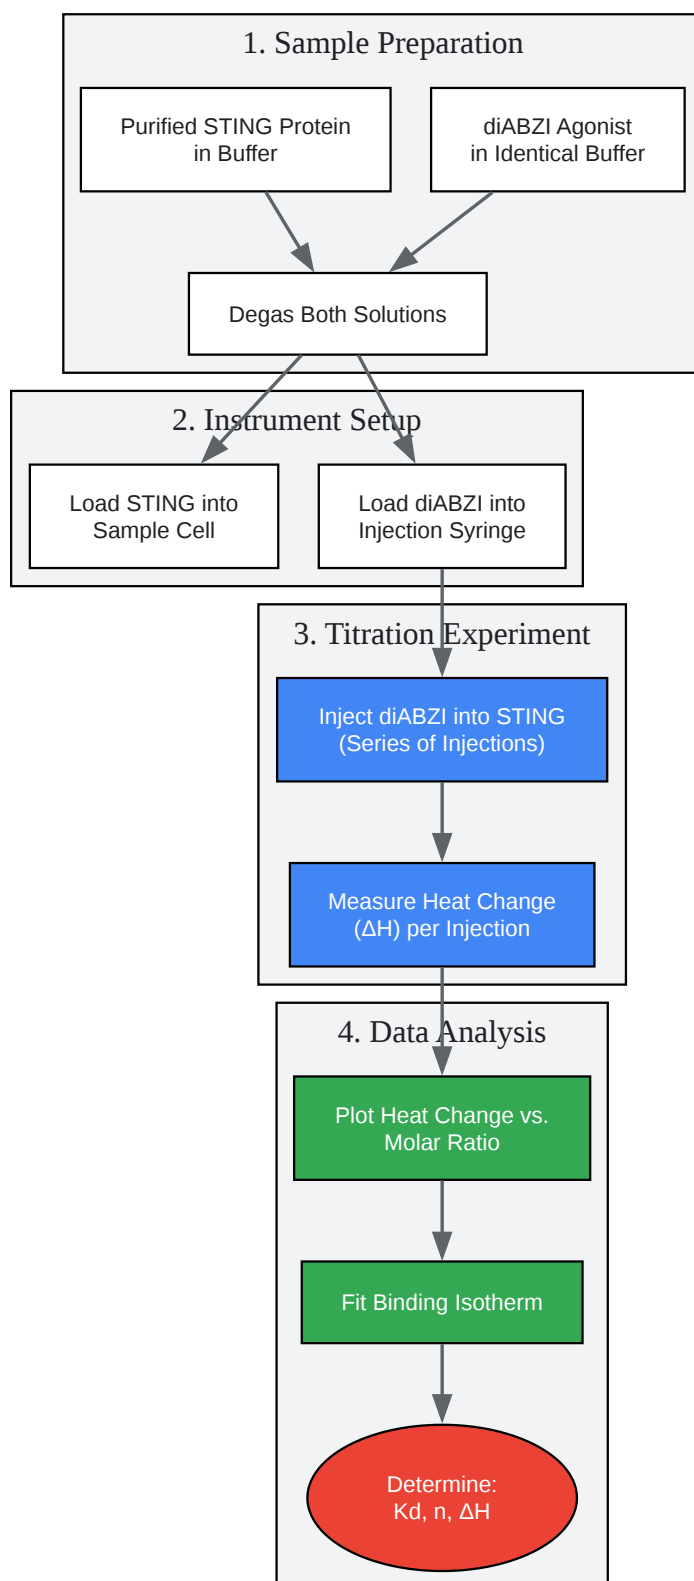 1. Sample Preparation
Purified STING Protein
in Buffer
diABZI Agonist
in Identical Buffer
Degas Both Solutions
2. Instrument Setup
Load STING into
Sample Cell
Load diABZI into
Injection Syringe
3. Titration Experiment
Inject diABZI into STING
(Series of Injections)
Measure Heat Change
(ΔH) per Injection
4. Data Analysis
Plot Heat Change vs.
Molar Ratio
Fit Binding Isotherm
Determine:
Kd, n, ΔH